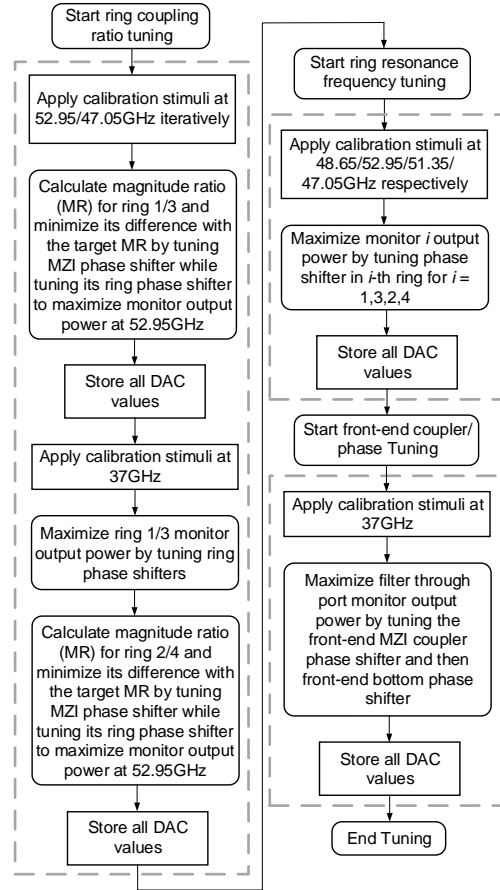 Start ring coupling
ratio tuning
Apply calibration stimuli at
52.95/47.05GHz iteratively
Calculate magnitude ratio
(MR) for ring 1/3 and
minimize its difference with
the target MR by tuning
MZI phase shifter while
tuning its ring phase shifter
to maximize monitor output
power at 52.95GHz
Store all DAC
values
Apply calibration stimuli at
37GHz
Maximize ring 1/3 monitor
output power by tuning ring
phase shifters
Calculate magnitude ratio
(MR) for ring 2/4 and
minimize its difference with
the target MR by tuning
MZI phase shifter while
tuning its ring phase shifter
to maximize monitor output
power at 52.95GHz
Store all DAC
values
Start ring resonance
frequency tuning
Apply calibration stimuli at
48.65/52.95/51.35/
47.05GHz respectively
Maximize monitor i output
power by tuning phase
shifter in i-th ring for i =
1,3,2,4
Store all DAC
values
Start front-end coupler/
phase Tuning
Apply calibration stimuli at
37GHz
Maximize filter through
port monitor output
power by tuning the
front-end MZI coupler
phase shifter and then
front-end bottom phase
shifter
Store all DAC
values
End Tuning